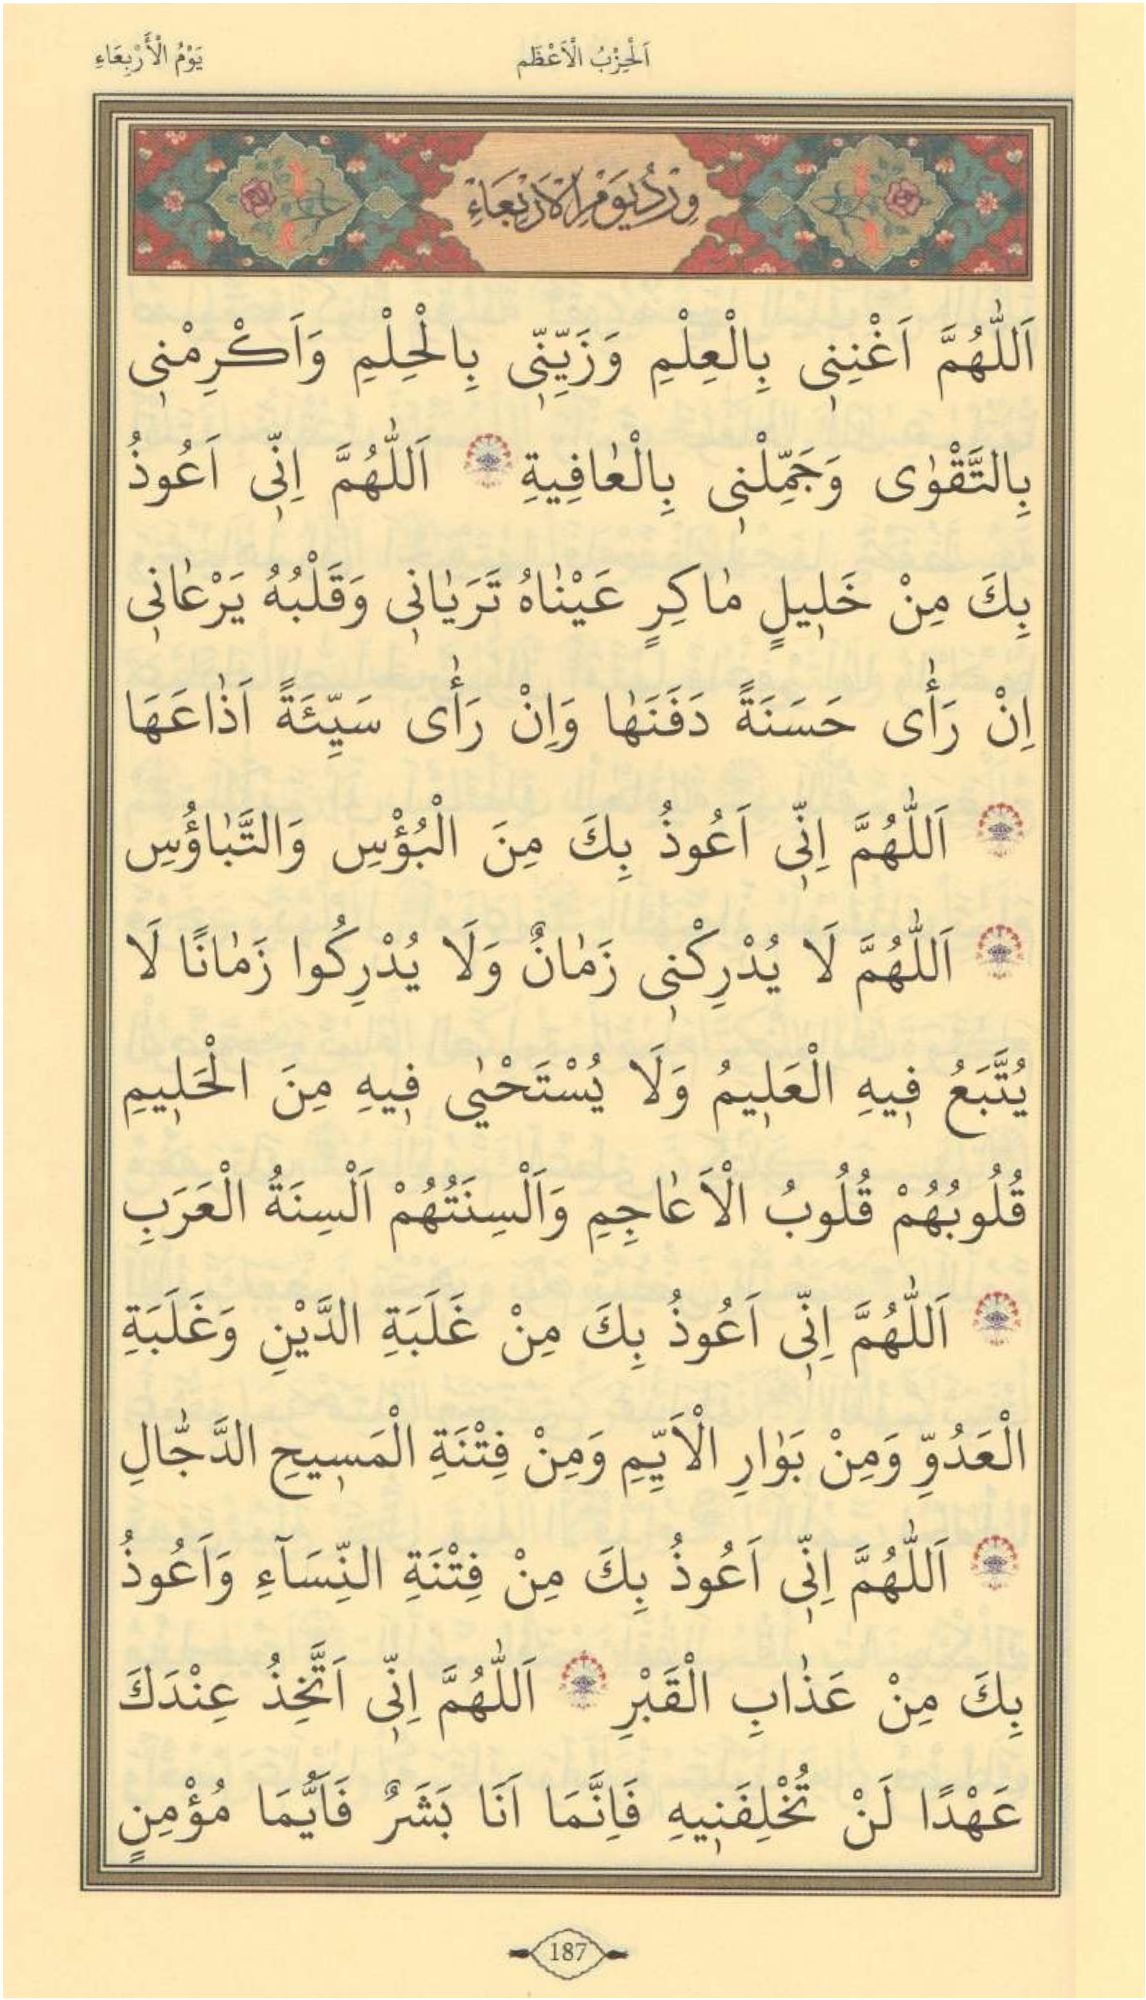 اَلْحِزْبُ الْاَعْظَم
يَوْمُ الْأَرْبِعَاءِ
وِرْدُ يَوْمِ الْاَرْبِعَاءْ
اَللّٰهُمَّ اَغْنِنٖي بِالْعِلْمِ وَزَيِّنّٖي بِالْحِلْمِ وَاَكْرِمْنٖي
بِالتَّقْوٰى وَجَمِّلْنٖي بِالْعٰافِيةِ اَللّٰهُمَّ اِنّٖي اَعُوذُ
بِكَ مِنْ خَلٖيلٍ مٰاكِرٍ عَيْنٰاهُ تَرَيٰانٖي وَقَلْبُهُ يَرْعٰانٖي
اِنْ رَأٰى حَسَنَةً دَفَنَهٰا وَاِنْ رَأٰى سَيِّئَةً اَذٰاعَهَا
اَللّٰهُمَّ اِنّٖي اَعُوذُ بِكَ مِنَ الْبُؤْسِ وَالتَّبٰاؤُسِ
اَللّٰهُمَّ لَا يُدْرِكْنٖي زَمٰانٌ وَلَا يُدْرِكُوا زَمٰانًا لَا
يُتَّبَعُ فٖيهِ الْعَلٖيمُ وَلَا يُسْتَحْيٰي فٖيهِ مِنَ الْحَلٖيمِ
قُلُوبُهُمْ قُلُوبُ الْاَعٰاجِمِ وَاَلْسِنَتُهُمْ اَلْسِنَةُ الْعَرَبِ
اَللّٰهُمَّ اِنّٖي اَعُوذُ بِكَ مِنْ غَلَبَةِ الدَّيْنِ وَغَلَبَةِ
الْعَدُوِّ وَمِنْ بَوٰارِ الْاَيِّمِ وَمِنْ فِتْنَةِ الْمَسٖيحِ الدَّجّٰالِ
اَللّٰهُمَّ اِنّٖي اَعُوذُ بِكَ مِنْ فِتْنَةِ النِّسَآءِ وَاَعُوذُ
بِكَ مِنْ عَذٰابِ الْقَبْرِ اَللّٰهُمَّ اِنّٖي اَتَّخِذُ عِنْدَكَ
عَهْدًا لَنْ تُخْلِفَنٖيهِ فَاِنَّمَا اَنَا بَشَرٌ فَاَيُّمَا مُؤْمِنٍ
187